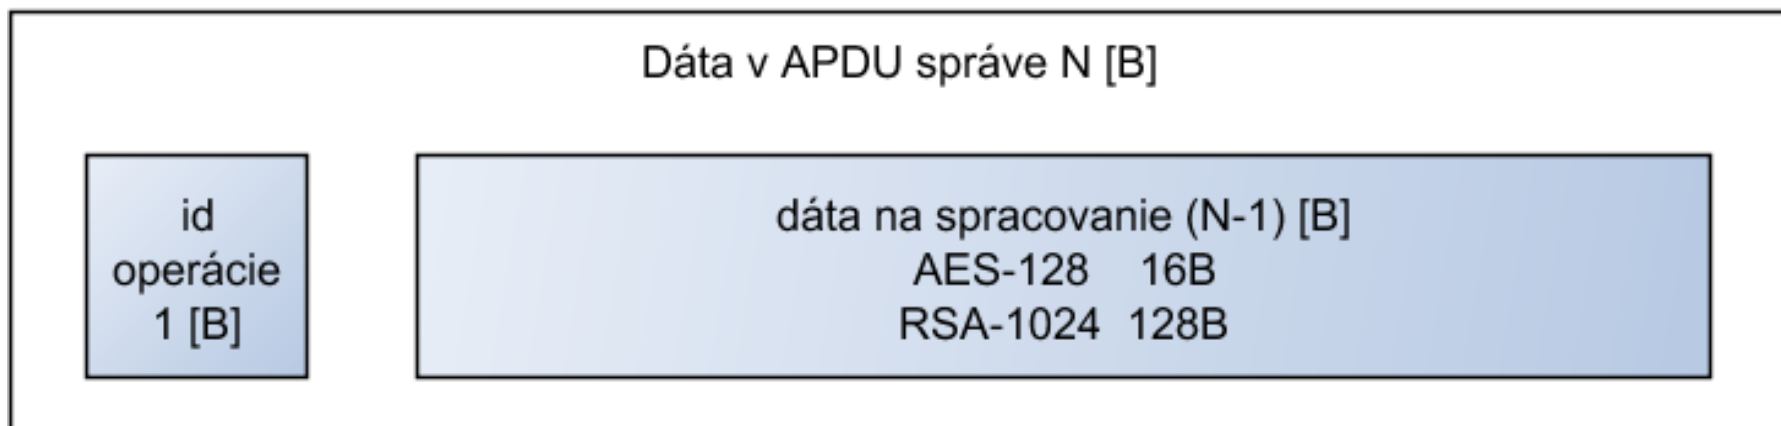 Dáta v APDU správe N [B]
id
operácie
1 [B]
dáta na spracovanie (N-1) [B]
AES-128 16B
RSA-1024 128B